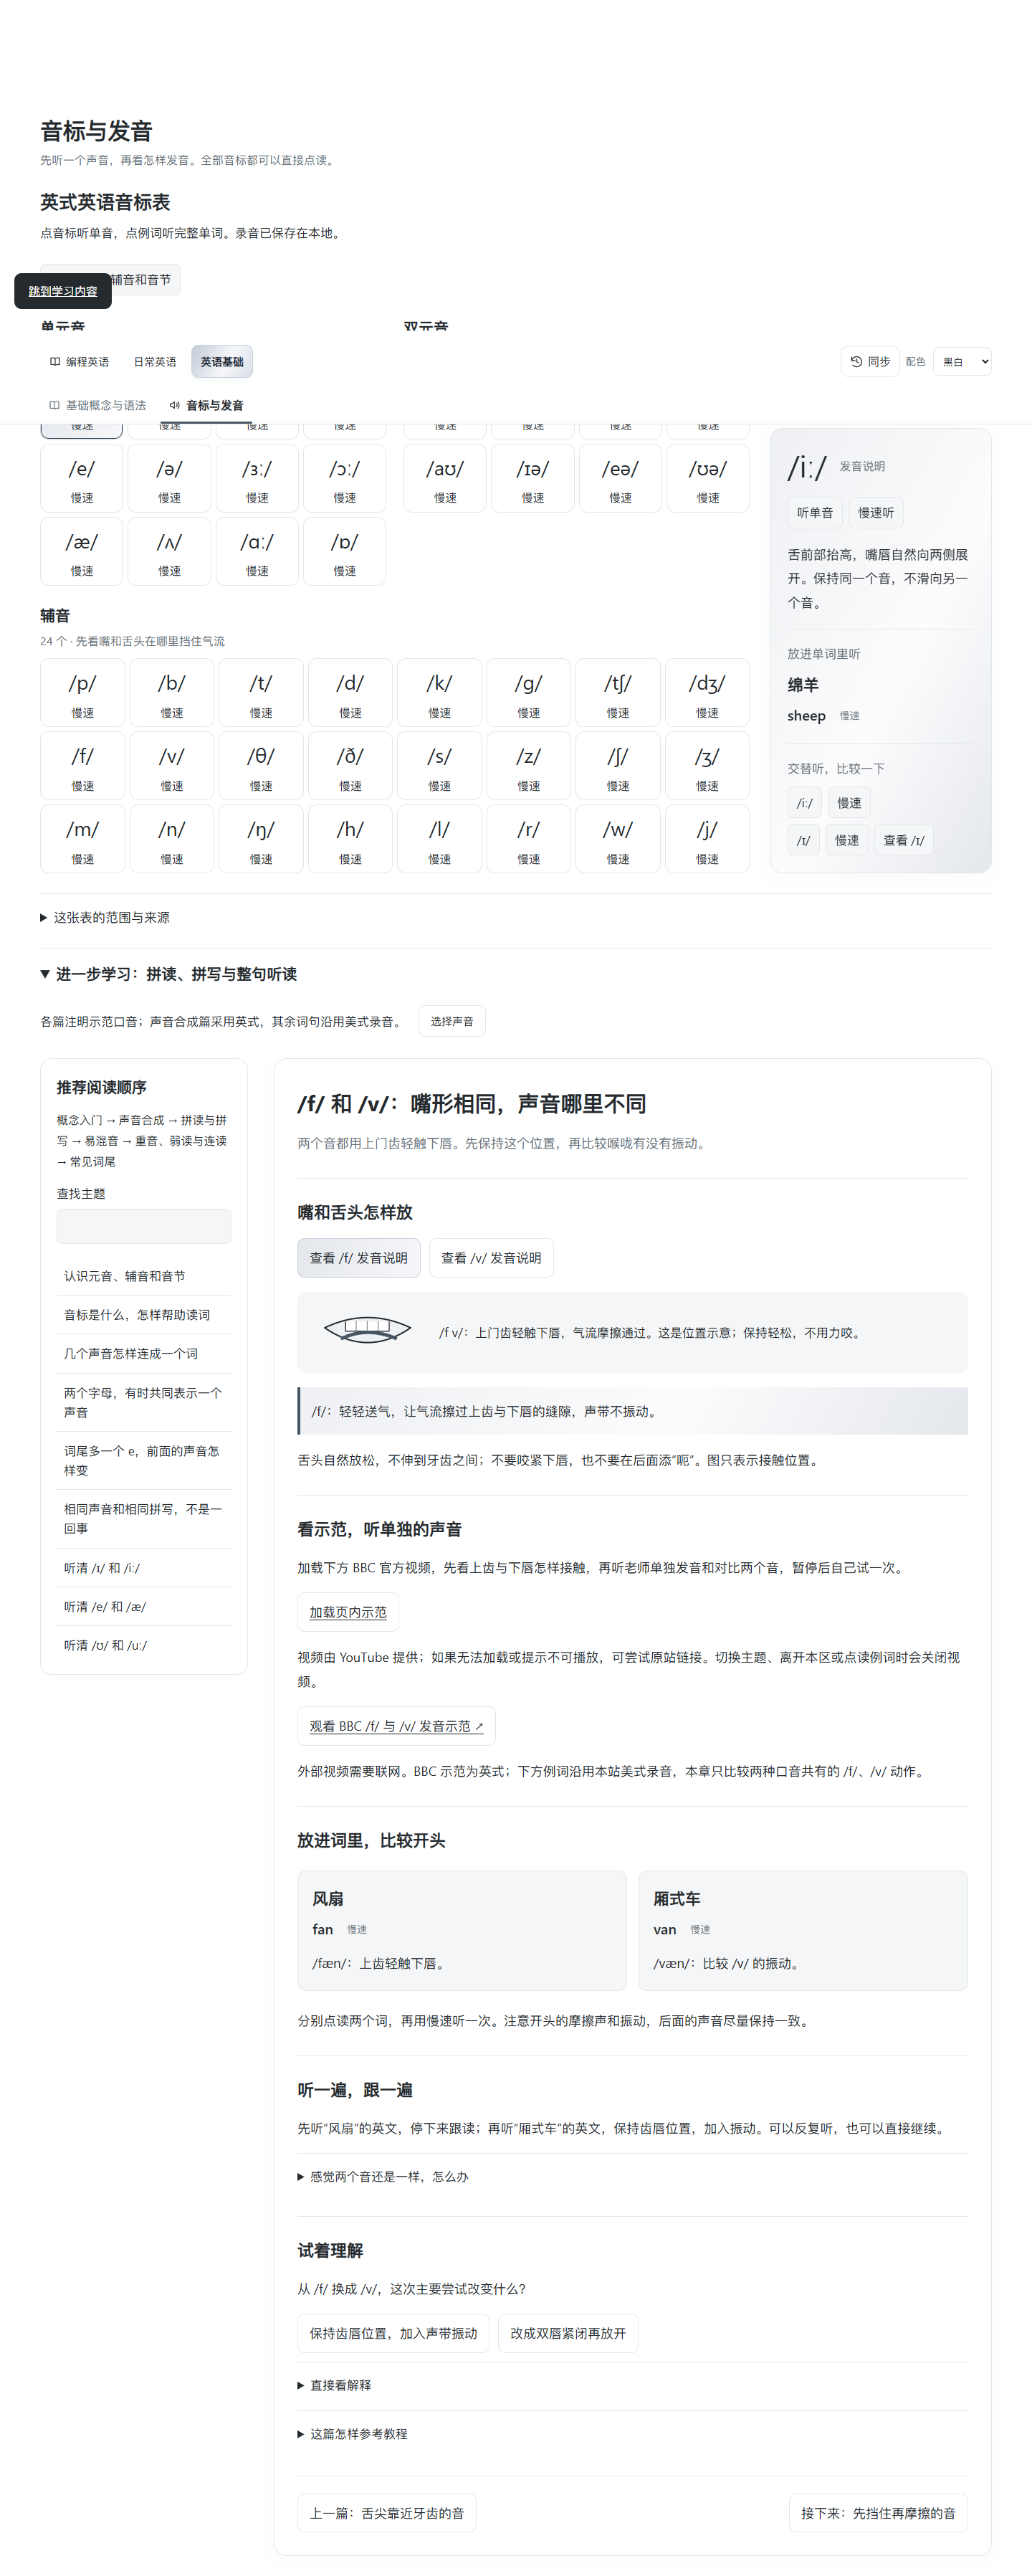 音标与发音
先听一个声音，再看怎样发音。全部音标都可以直接点读。
英式英语音标表
点音标听单音，点例词听完整单词。录音已保存在本地。
辅音和音节
跳到学习内容
单元音
双元音
编程英语
日常英语
英语基础
同步
配色
黑白
基础概念与语法
音标与发音
慢速 慢速 慢速 慢速 慢速 慢速 慢速 慢速
/e/ /ə/ /ɜː/ /ɔː/ /aʊ/ /ɪə/ /eə/ /ʊə/
慢速 慢速 慢速 慢速 慢速 慢速 慢速 慢速
/æ/ /ʌ/ /ɑː/ /ɒ/
慢速 慢速 慢速 慢速
辅音
24 个 · 先看嘴和舌头在哪里挡住气流
/p/ /b/ /t/ /d/ /k/ /g/ /tʃ/ /dʒ/
慢速 慢速 慢速 慢速 慢速 慢速 慢速 慢速
/f/ /v/ /θ/ /ð/ /s/ /z/ /ʃ/ /ʒ/
慢速 慢速 慢速 慢速 慢速 慢速 慢速 慢速
/m/ /n/ /ŋ/ /h/ /l/ /r/ /w/ /j/
慢速 慢速 慢速 慢速 慢速 慢速 慢速 慢速
/iː/ 发音说明
听单音 慢速听
舌前部抬高，嘴唇自然向两侧展
开。保持同一个音，不滑向另一
个音。
放进单词里听
绵羊
sheep 慢速
交替听，比较一下
/iː/ 慢速
/ɪ/ 慢速 查看 /ɪ/
这张表的范围与来源
进一步学习：拼读、拼写与整句听读
各篇注明示范口音；声音合成篇采用英式，其余词句沿用美式录音。 选择声音
推荐阅读顺序
概念入门 → 声音合成 → 拼读与拼
写 → 易混音 → 重音、弱读与连读
→ 常见词尾
查找主题
认识元音、辅音和音节
音标是什么，怎样帮助读词
几个声音怎样连成一个词
两个字母，有时共同表示一个
声音
词尾多一个 e，前面的声音怎
样变
相同声音和相同拼写，不是一
回事
听清 /ɪ/ 和 /iː/
听清 /e/ 和 /æ/
听清 /ʊ/ 和 /uː/
/f/ 和 /v/：嘴形相同，声音哪里不同
两个音都用上门齿轻触下唇。先保持这个位置，再比较喉咙有没有振动。
嘴和舌头怎样放
查看 /f/ 发音说明 查看 /v/ 发音说明
/f v/：上门齿轻触下唇，气流摩擦通过。这是位置示意；保持轻松，不用力咬。
/f/：轻轻送气，让气流擦过上齿与下唇的缝隙，声带不振动。
舌头自然放松，不伸到牙齿之间；不要咬紧下唇，也不要在后面添“呃”。图只表示接触位置。
看示范，听单独的声音
加载下方 BBC 官方视频，先看上齿与下唇怎样接触，再听老师单独发音和对比两个音，暂停后自己试一次。
加载页内示范
视频由 YouTube 提供；如果无法加载或提示不可播放，可尝试原站链接。切换主题、离开本区或点读例词时会关闭视
频。
观看 BBC /f/ 与 /v/ 发音示范 ↗
外部视频需要联网。BBC 示范为英式；下方例词沿用本站美式录音，本章只比较两种口音共有的 /f/、/v/ 动作。
放进词里，比较开头
风扇
fan 慢速
/fæn/：上齿轻触下唇。
厢式车
van 慢速
/væn/：比较 /v/ 的振动。
分别点读两个词，再用慢速听一次。注意开头的摩擦声和振动，后面的声音尽量保持一致。
听一遍，跟一遍
先听“风扇”的英文，停下来跟读；再听“厢式车”的英文，保持齿唇位置，加入振动。可以反复听，也可以直接继续。
感觉两个音还是一样，怎么办
试着理解
从 /f/ 换成 /v/，这次主要尝试改变什么？
保持齿唇位置，加入声带振动 改成双唇紧闭再放开
直接看解释
这篇怎样参考教程
上一篇：舌尖靠近牙齿的音 接下来：先挡住再摩擦的音